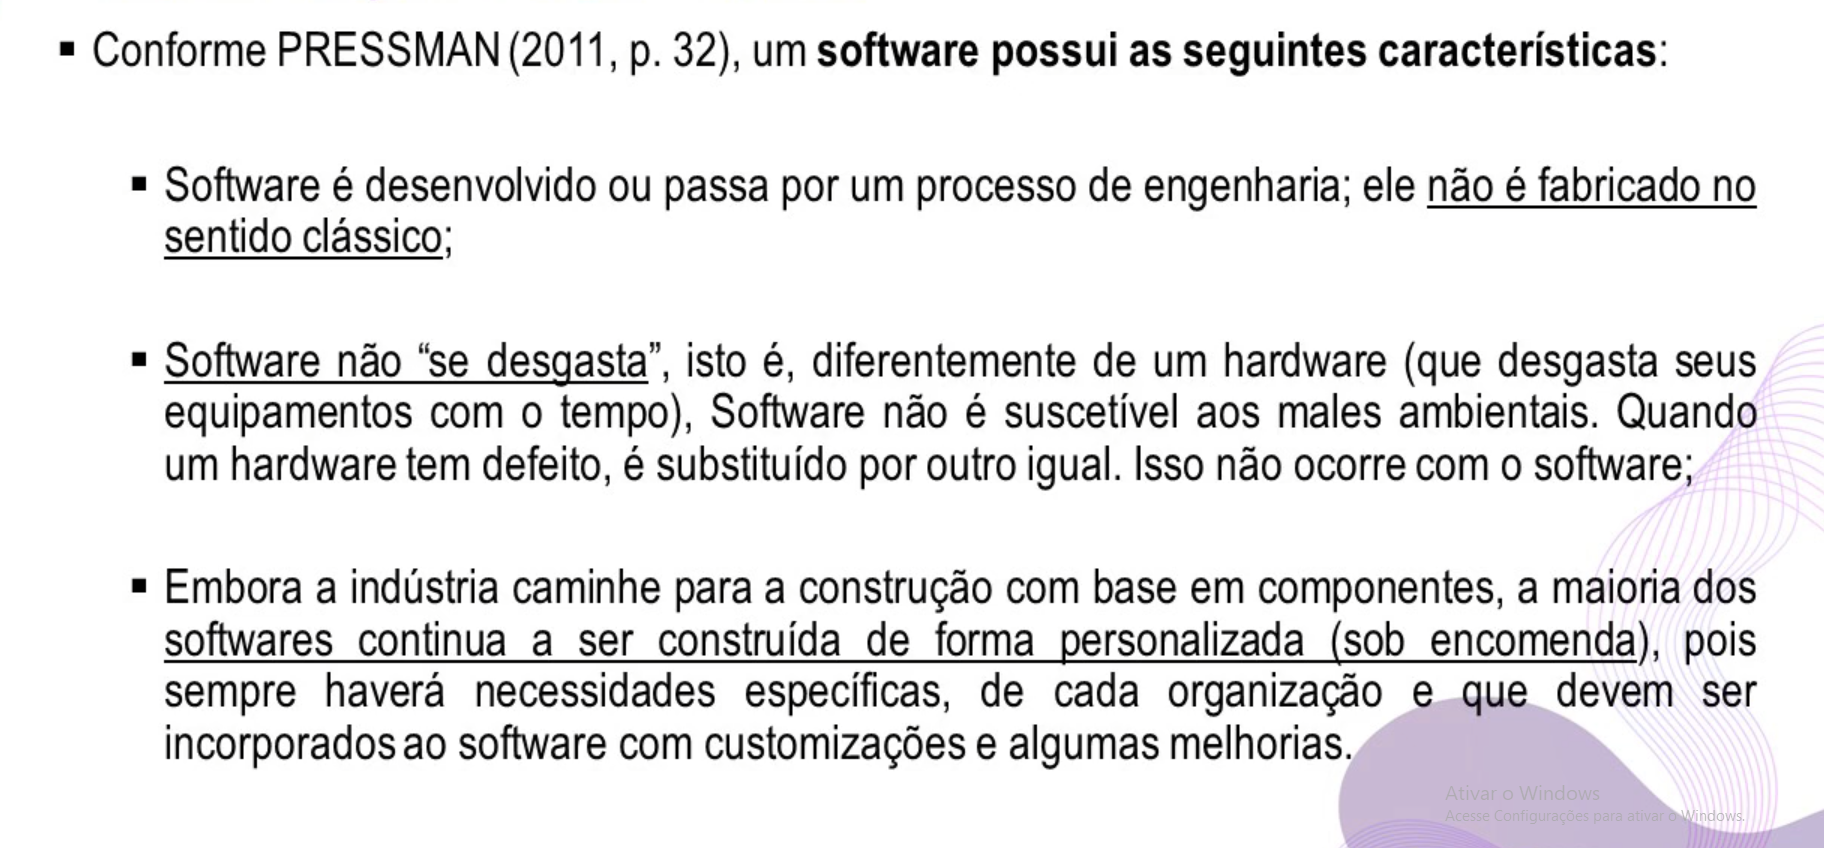 ▪ Conforme PRESSMAN (2011, p. 32), um software possui as seguintes características:
▪ Software é desenvolvido ou passa por um processo de engenharia; ele não é fabricado no
sentido clássico;
▪ Software não “se desgasta”, isto é, diferentemente de um hardware (que desgasta seus
equipamentos com o tempo), Software não é suscetível aos males ambientais. Quando
um hardware tem defeito, é substituído por outro igual. Isso não ocorre com o software;
▪ Embora a indústria caminhe para a construção com base em componentes, a maioria dos
softwares continua a ser construída de forma personalizada (sob encomenda), pois
sempre haverá necessidades específicas, de cada organização e que devem ser
incorporados ao software com customizações e algumas melhorias.
Ativar o Windows
Acesse Configurações para ativar o Windows.